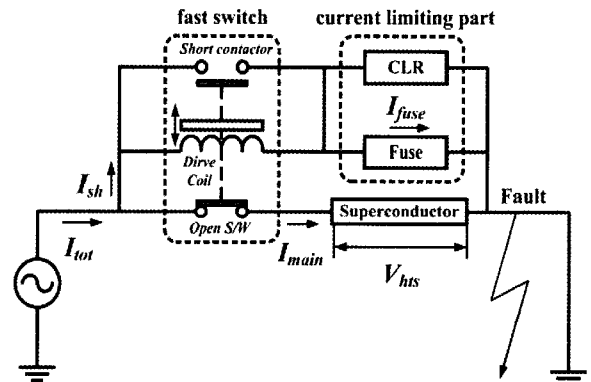 fast switch
current limiting part
Short contactor
CLR
I_fuse
Dirve
Coil
Fuse
I_sh
Open S/W
Superconductor
Fault
I_tot
I_main
V_hts